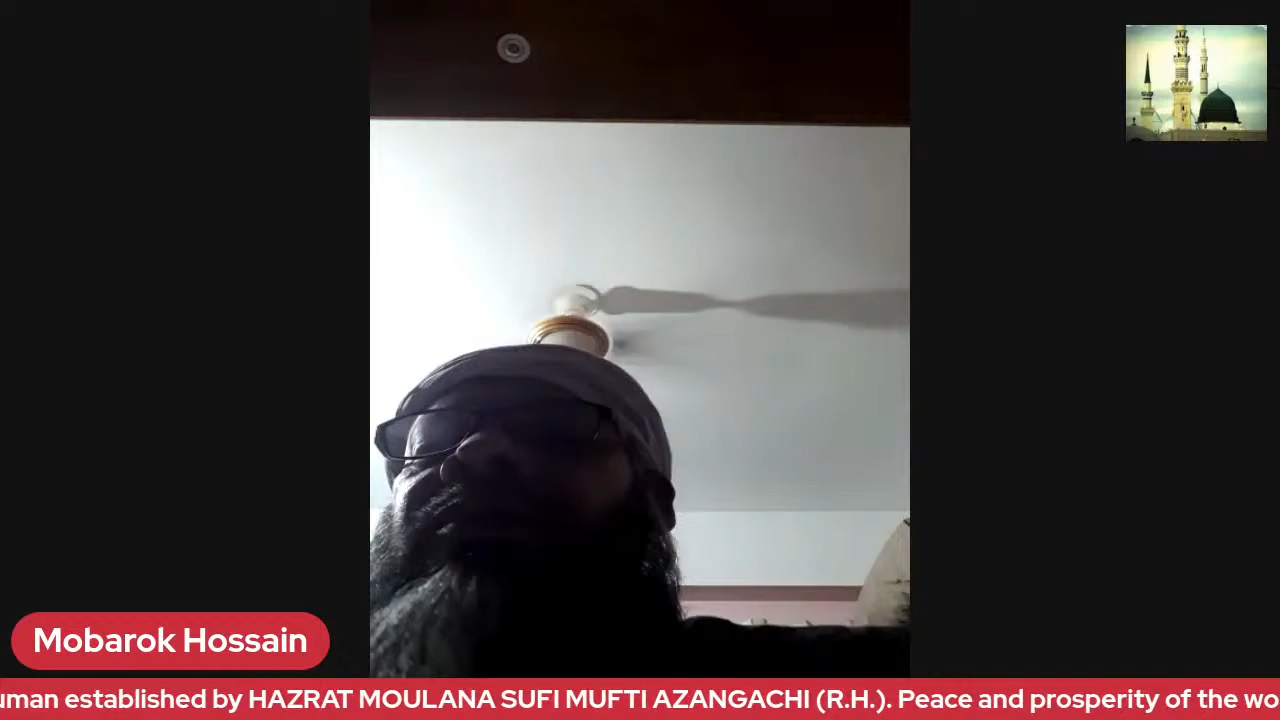 Mobarok Hossain
uman established by HAZRAT MOULANA SUFI MUFTI AZANGACHI (R.H.). Peace and prosperity of the wo